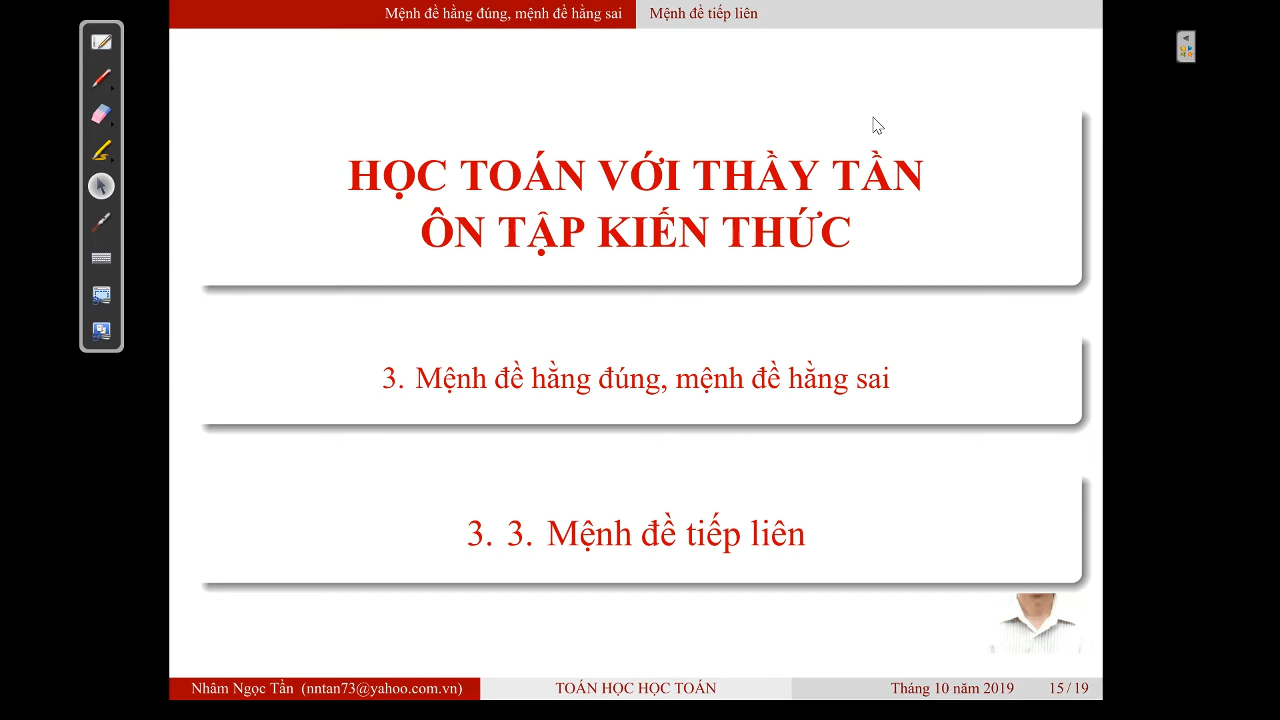 Mệnh đề hằng đúng, mệnh đề hằng sai Mệnh đề tiếp liên
HỌC TOÁN VỚI THẦY TẦN
ÔN TẬP KIẾN THỨC
3. Mệnh đề hằng đúng, mệnh đề hằng sai
3. 3. Mệnh đề tiếp liên
Nhâm Ngọc Tần (nntan73@yahoo.com.vn) TOÁN HỌC HỌC TOÁN Tháng 10 năm 2019 15 / 19